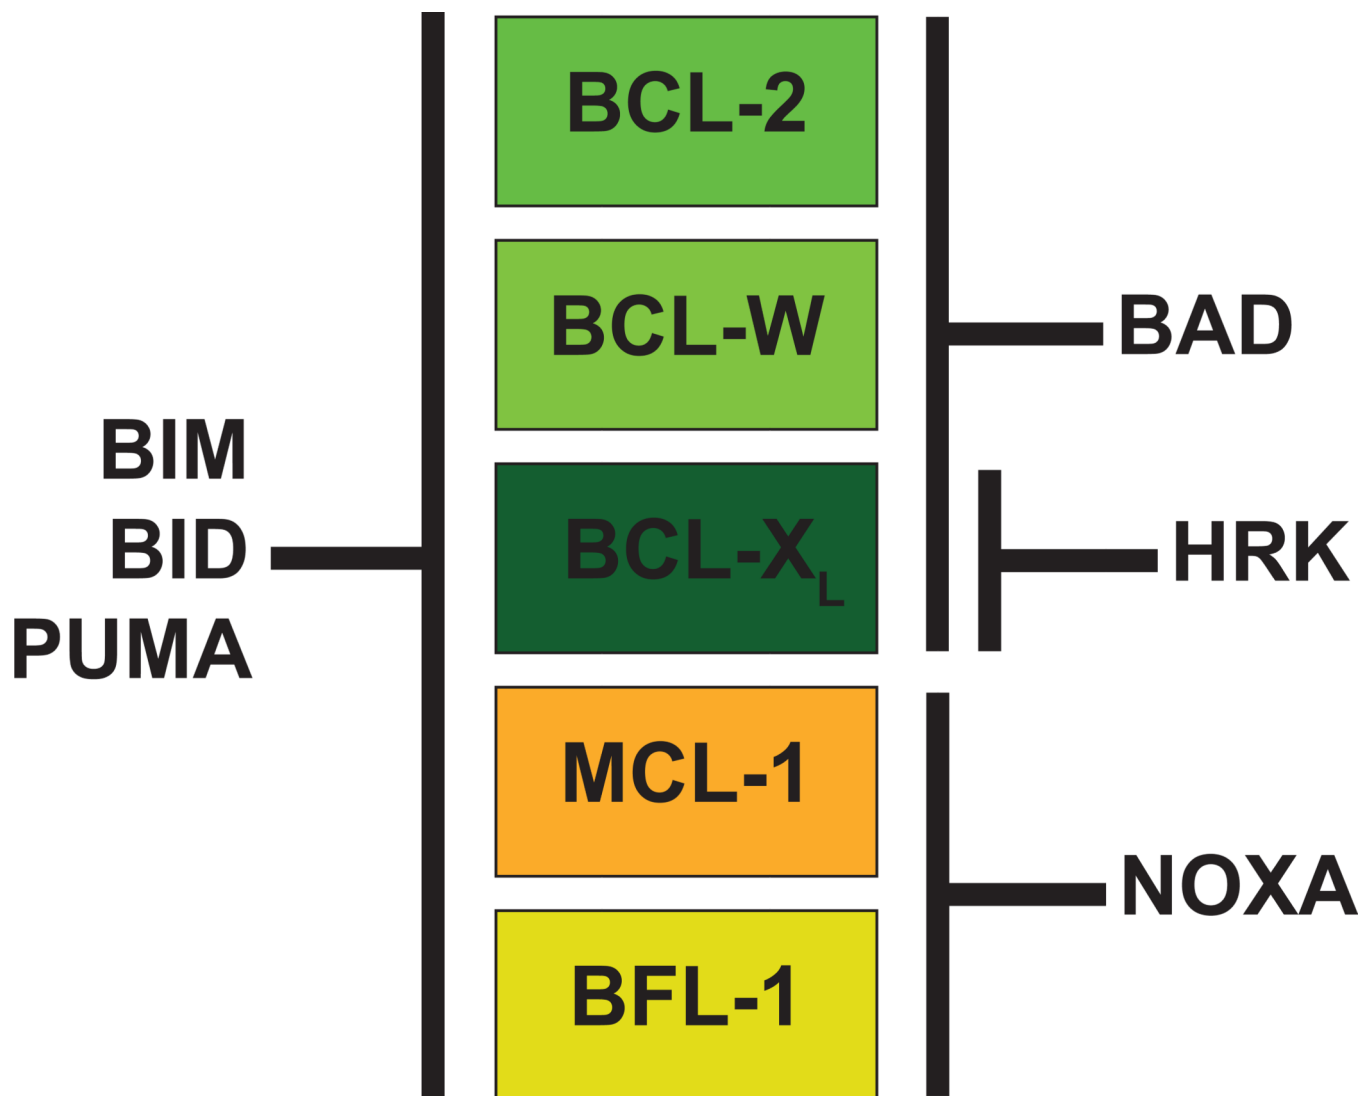 BCL-2
BCL-W
BAD
BIM
BID
PUMA
BCL-XL
HRK
MCL-1
NOXA
BFL-1